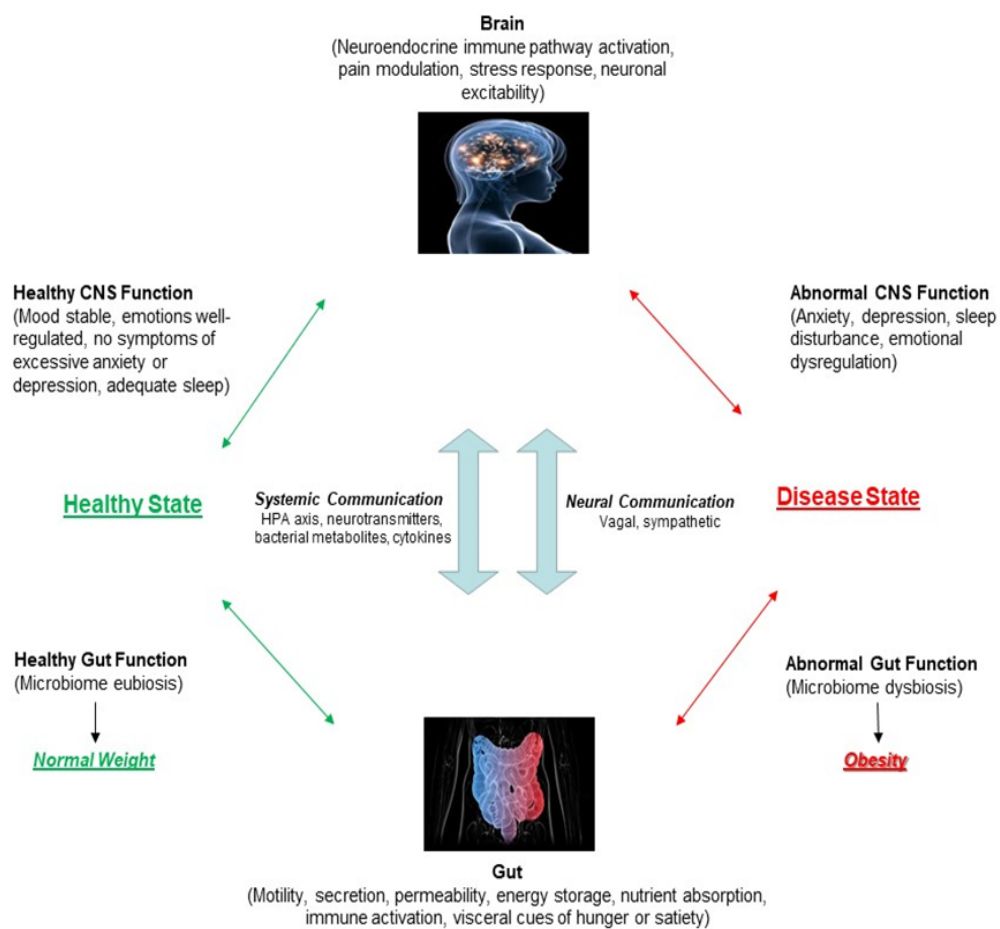 Brain
(Neuroendocrine immune pathway activation,
pain modulation, stress response, neuronal
excitability)
Healthy CNS Function
(Mood stable, emotions well-
regulated, no symptoms of
excessive anxiety or
depression, adequate sleep)
Abnormal CNS Function
(Anxiety, depression, sleep
disturbance, emotional
dysregulation)
Healthy State
Systemic Communication
HPA axis, neurotransmitters,
bacterial metabolites, cytokines
Neural Communication
Vagal, sympathetic
Disease State
Healthy Gut Function
(Microbiome eubiosis)
Normal Weight
Abnormal Gut Function
(Microbiome dysbiosis)
Obesity
Gut
(Motility, secretion, permeability, energy storage, nutrient absorption,
immune activation, visceral cues of hunger or satiety)